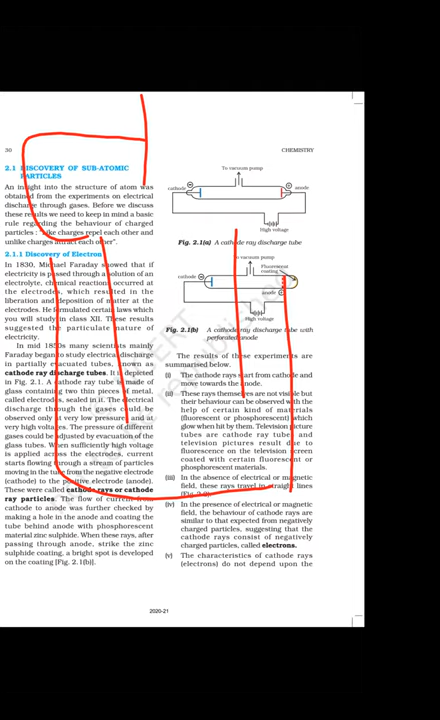 30
CHEMISTRY
2.1 DISCOVERY OF SUB-ATOMIC
PARTICLES
An insight into the structure of atom was
obtained from the experiments on electrical
discharge through gases. Before we discuss
these results we need to keep in mind a basic
rule regarding the behaviour of charged
particles : "Like charges repel each other and
unlike charges attract each other".
2.1.1 Discovery of Electron
In 1830, Michael Faraday showed that if
electricity is passed through a solution of an
electrolyte, chemical reactions occurred at
the electrodes, which resulted in the
liberation and deposition of matter at the
electrodes. He formulated certain laws which
you will study in class XII. These results
suggested the particulate nature of
electricity.
In mid 1850s many scientists mainly
Faraday began to study electrical discharge
in partially evacuated tubes, known as
cathode ray discharge tubes. It is depicted
in Fig. 2.1. A cathode ray tube is made of
glass containing two thin pieces of metal,
called electrodes, sealed in it. The electrical
discharge through the gases could be
observed only at very low pressures and at
very high voltages. The pressure of different
gases could be adjusted by evacuation of the
glass tubes. When sufficiently high voltage
is applied across the electrodes, current
starts flowing through a stream of particles
moving in the tube from the negative electrode
(cathode) to the positive electrode (anode).
These were called cathode rays or cathode
ray particles. The flow of current from
cathode to anode was further checked by
making a hole in the anode and coating the
tube behind anode with phosphorescent
material zinc sulphide. When these rays, after
passing through anode, strike the zinc
sulphide coating, a bright spot is developed
on the coating [Fig. 2.1(b)].
To vacuum pump
cathode
anode
High voltage
Fig. 2.1(a) A cathode ray discharge tube
To vacuum pump
Fluorescent
coating
cathode
anode
High voltage
Fig. 2.1(b) A cathode ray discharge tube with
perforated anode
The results of these experiments are
summarised below.
(i) The cathode rays start from cathode and
move towards the anode.
(ii) These rays themselves are not visible but
their behaviour can be observed with the
help of certain kind of materials
(fluorescent or phosphorescent) which
glow when hit by them. Television picture
tubes are cathode ray tubes and
television pictures result due to
fluorescence on the television screen
coated with certain fluorescent or
phosphorescent materials.
(iii) In the absence of electrical or magnetic
field, these rays travel in straight lines
(Fig. 2.2).
(iv) In the presence of electrical or magnetic
field, the behaviour of cathode rays are
similar to that expected from negatively
charged particles, suggesting that the
cathode rays consist of negatively
charged particles, called electrons.
(v) The characteristics of cathode rays
(electrons) do not depend upon the
2020-21